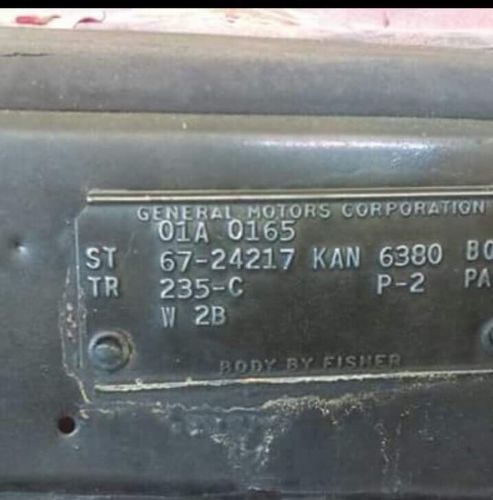 GENERAL MOTORS CORPORATION
01A 0165
ST 67-24217 KAN 6380 BO
TR 235-C P-2 PA
W 2B
BODY BY FISHER